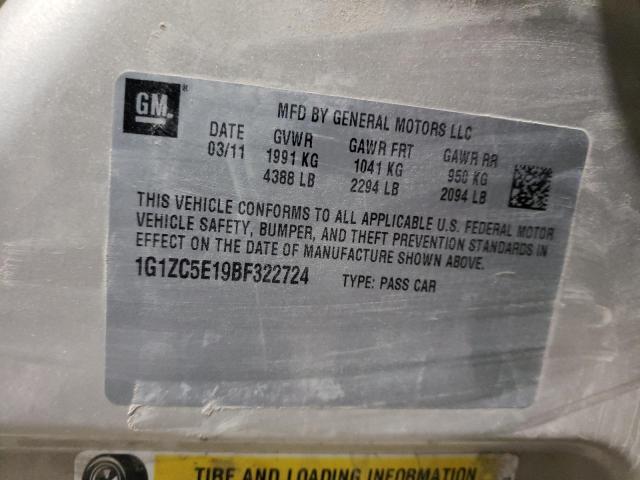 GM
®
MFD BY GENERAL MOTORS LLC
DATE GVWR GAWR FRT GAWR RR
03/11 1991 KG 1041 KG 950 KG
4388 LB 2294 LB 2094 LB
THIS VEHICLE CONFORMS TO ALL APPLICABLE U.S. FEDERAL MOTOR
VEHICLE SAFETY, BUMPER, AND THEFT PREVENTION STANDARDS IN
EFFECT ON THE DATE OF MANUFACTURE SHOWN ABOVE.
1G1ZC5E19BF322724 TYPE: PASS CAR
TIRE AND LOADING INFORMATION